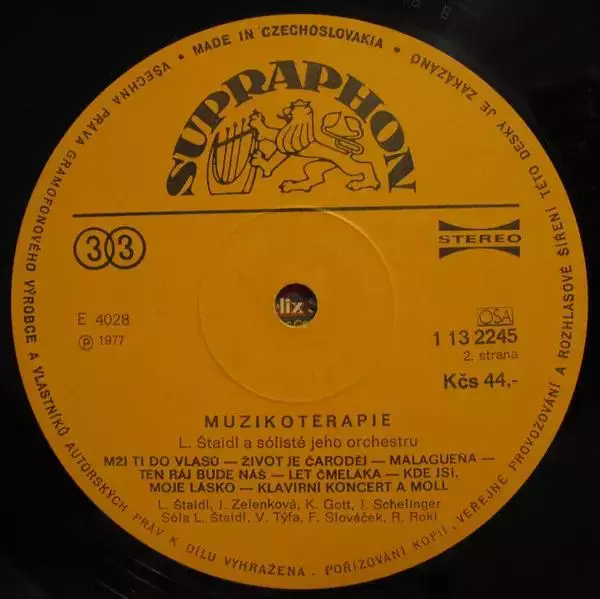 MADE IN CZECHOSLOVAKIA • VŠECHNA PRÁVA GRAMOFONOVÉHO VÝROBCE A VLASTNÍKŮ AUTORSKÝCH PRÁV K DÍLU VYHRAŽENA. POŘIZOVÁNÍ KOPIÍ, VEŘEJNÉ PROVOZOVÁNÍ A ROZHLASOVÉ ŠÍŘENÍ TÉTO DESKY JE ZAKÁZÁNO •
SUPRAPHON
33
STEREO
E 4028
OSA
℗ 1977
1 13 2245
2. strana
Kčs 44,-
MUZIKOTERAPIE
L. Štaidl a sólisté jeho orchestru
MŽÍ TI DO VLASŮ — ŽIVOT JE ČARODĚJ — MALAGUEÑA —
TEN RÁJ BUDE NÁŠ — LET ČMELÁKA — KDE JSI,
MOJE LÁSKO — KLAVÍRNÍ KONCERT A MOLL
L. Štaidl, J. Zelenková, K. Gott, J. Schelinger
Sóla L. Štaidl, V. Týfa, F. Slováček, R. Rokl